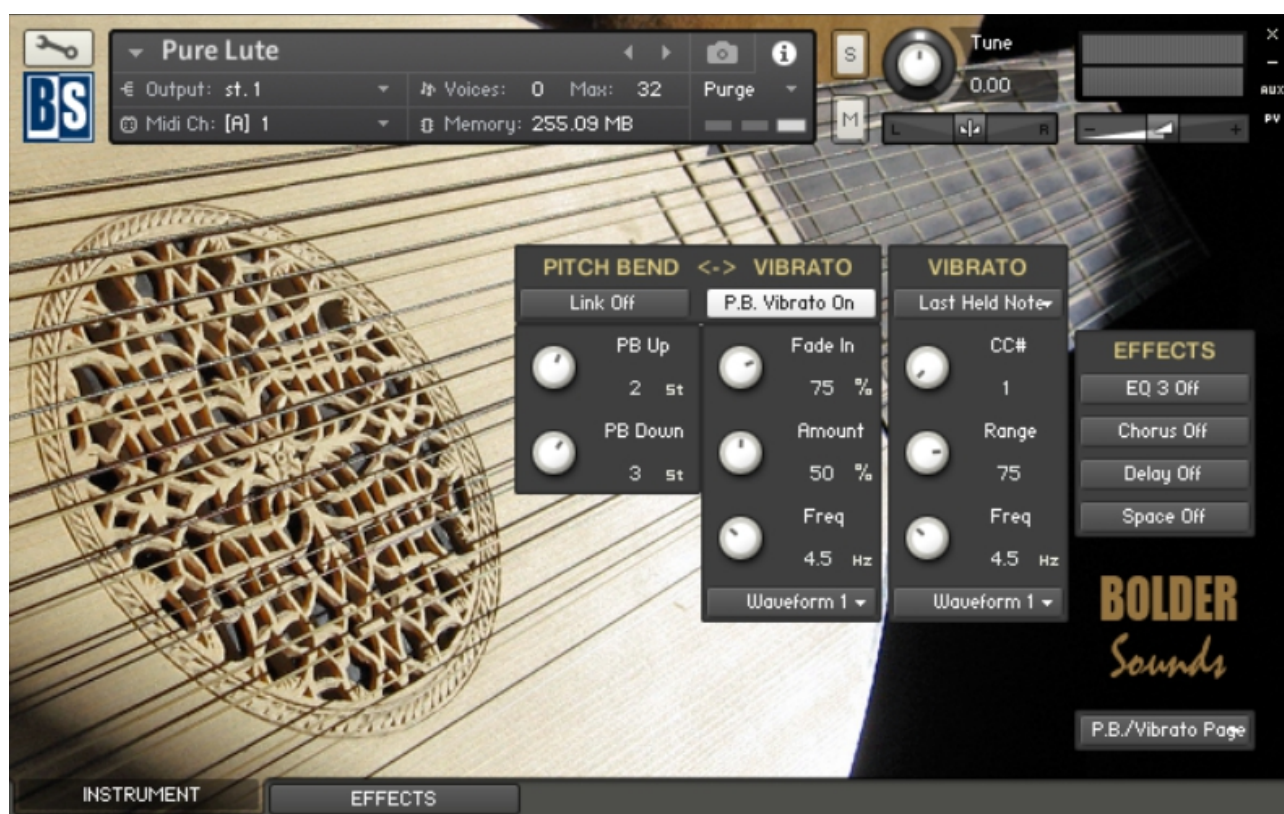 Pure Lute
Output: st.1
Voices: 0 Max: 32
Purge
Midi Ch: [A] 1
Memory: 255.09 MB
BS
S
M
Tune
0.00
L R
- +
×
-
AUX
PV
PITCH BEND <-> VIBRATO
Link Off
P.B. Vibrato On
PB Up
2 st
PB Down
3 st
Fade In
75 %
Amount
50 %
Freq
4.5 Hz
Waveform 1
VIBRATO
Last Held Note
CC#
1
Range
75
Freq
4.5 Hz
Waveform 1
EFFECTS
EQ 3 Off
Chorus Off
Delay Off
Space Off
BOLDER
Sounds
P.B./Vibrato Page
INSTRUMENT
EFFECTS